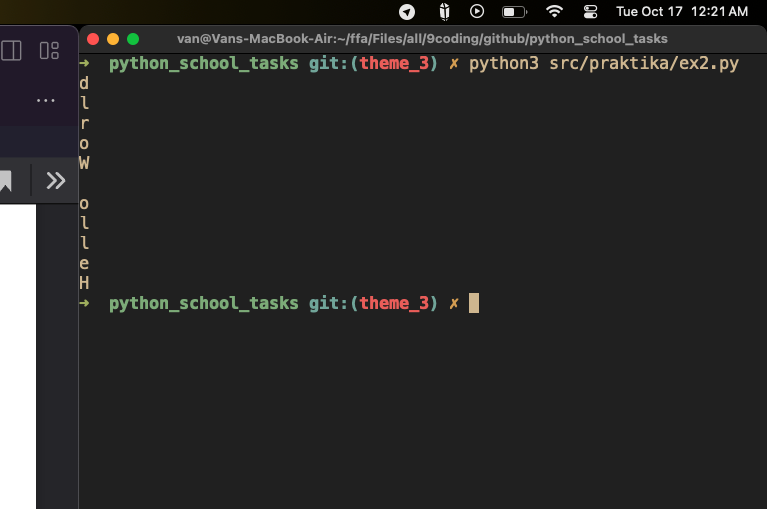 Tue Oct 17 12:21 AM
van@Vans-MacBook-Air:~/ffa/Files/all/9coding/github/python_school_tasks
➜ python_school_tasks git:(theme_3) ✗ python3 src/praktika/ex2.py
d
l
r
o
W

o
l
l
e
H
➜ python_school_tasks git:(theme_3) ✗